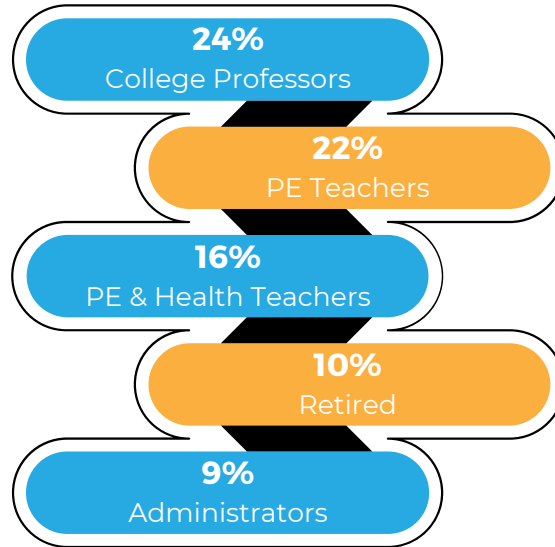 24%
College Professors
22%
PE Teachers
16%
PE & Health Teachers
10%
Retired
9%
Administrators